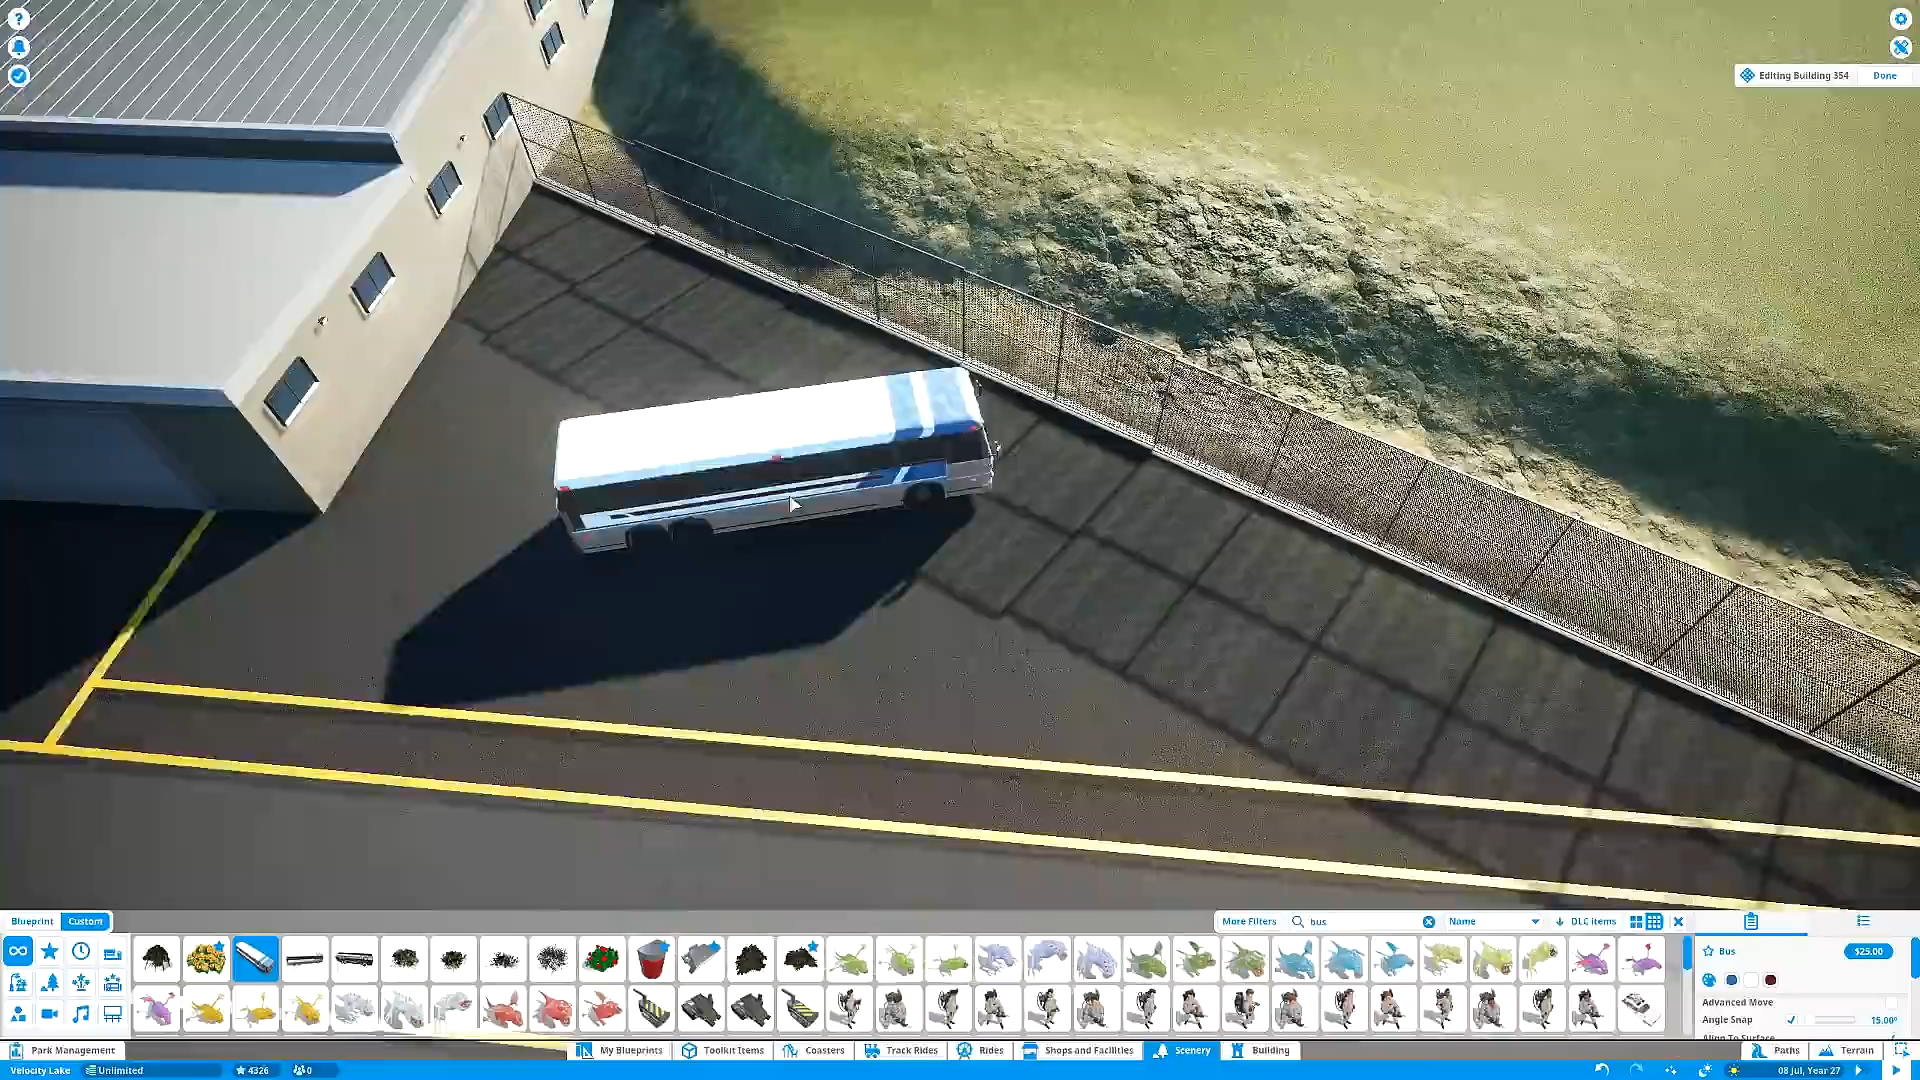 ?
Editing Building 354 Done
Blueprint Custom
More Filters bus Name DLC items
Bus $25.00
Advanced Move
Angle Snap 15.00°
Park Management My Blueprints Toolkit Items Coasters Track Rides Rides Shops and Facilities Scenery Building Paths Terrain
Velocity Lake Unlimited 4326 0 08 Jul, Year 27